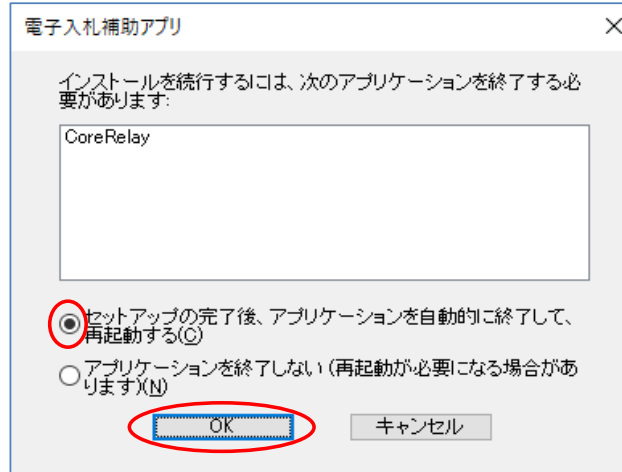 電子入札補助アプリ
インストールを続行するには、次のアプリケーションを終了する必
要があります:
CoreRelay
セットアップの完了後、アプリケーションを自動的に終了して、
再起動する(C)
アプリケーションを終了しない(再起動が必要になる場合があ
ります)(N)
OK キャンセル